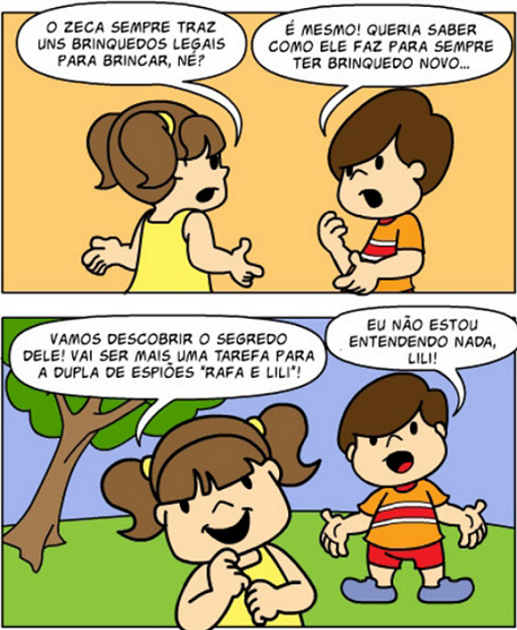 O ZECA SEMPRE TRAZ
UNS BRINQUEDOS LEGAIS
PARA BRINCAR, NÉ?
É MESMO! QUERIA SABER
COMO ELE FAZ PARA SEMPRE
TER BRINQUEDO NOVO...
VAMOS DESCOBRIR O SEGREDO
DELE! VAI SER MAIS UMA TAREFA PARA
A DUPLA DE ESPIÕES "RAFA E LILI"!
EU NÃO ESTOU
ENTENDENDO NADA,
LILI!